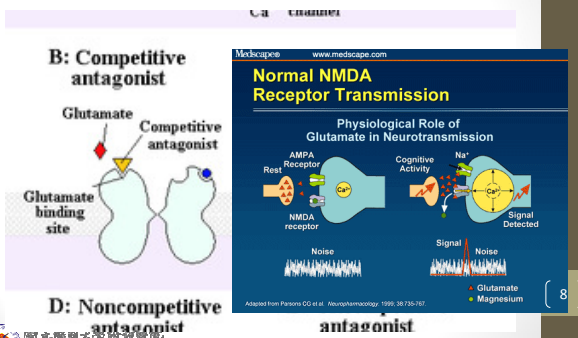 Ca channel
B: Competitive
antagonist
Glutamate
Competitive
antagonist
Glutamate
binding
site
D: Noncompetitive
antagonist
antagonist
Medscape® www.medscape.com
Normal NMDA
Receptor Transmission
Physiological Role of
Glutamate in Neurotransmission
Rest
AMPA
Receptor
Ca2+
NMDA
receptor
Noise
Cognitive
Activity
Na+
Ca2+
Signal
Detected
Signal
Noise
Glutamate
Magnesium
Adapted from Parsons CG et al. Neuropharmacology. 1999; 38:735-767.
8